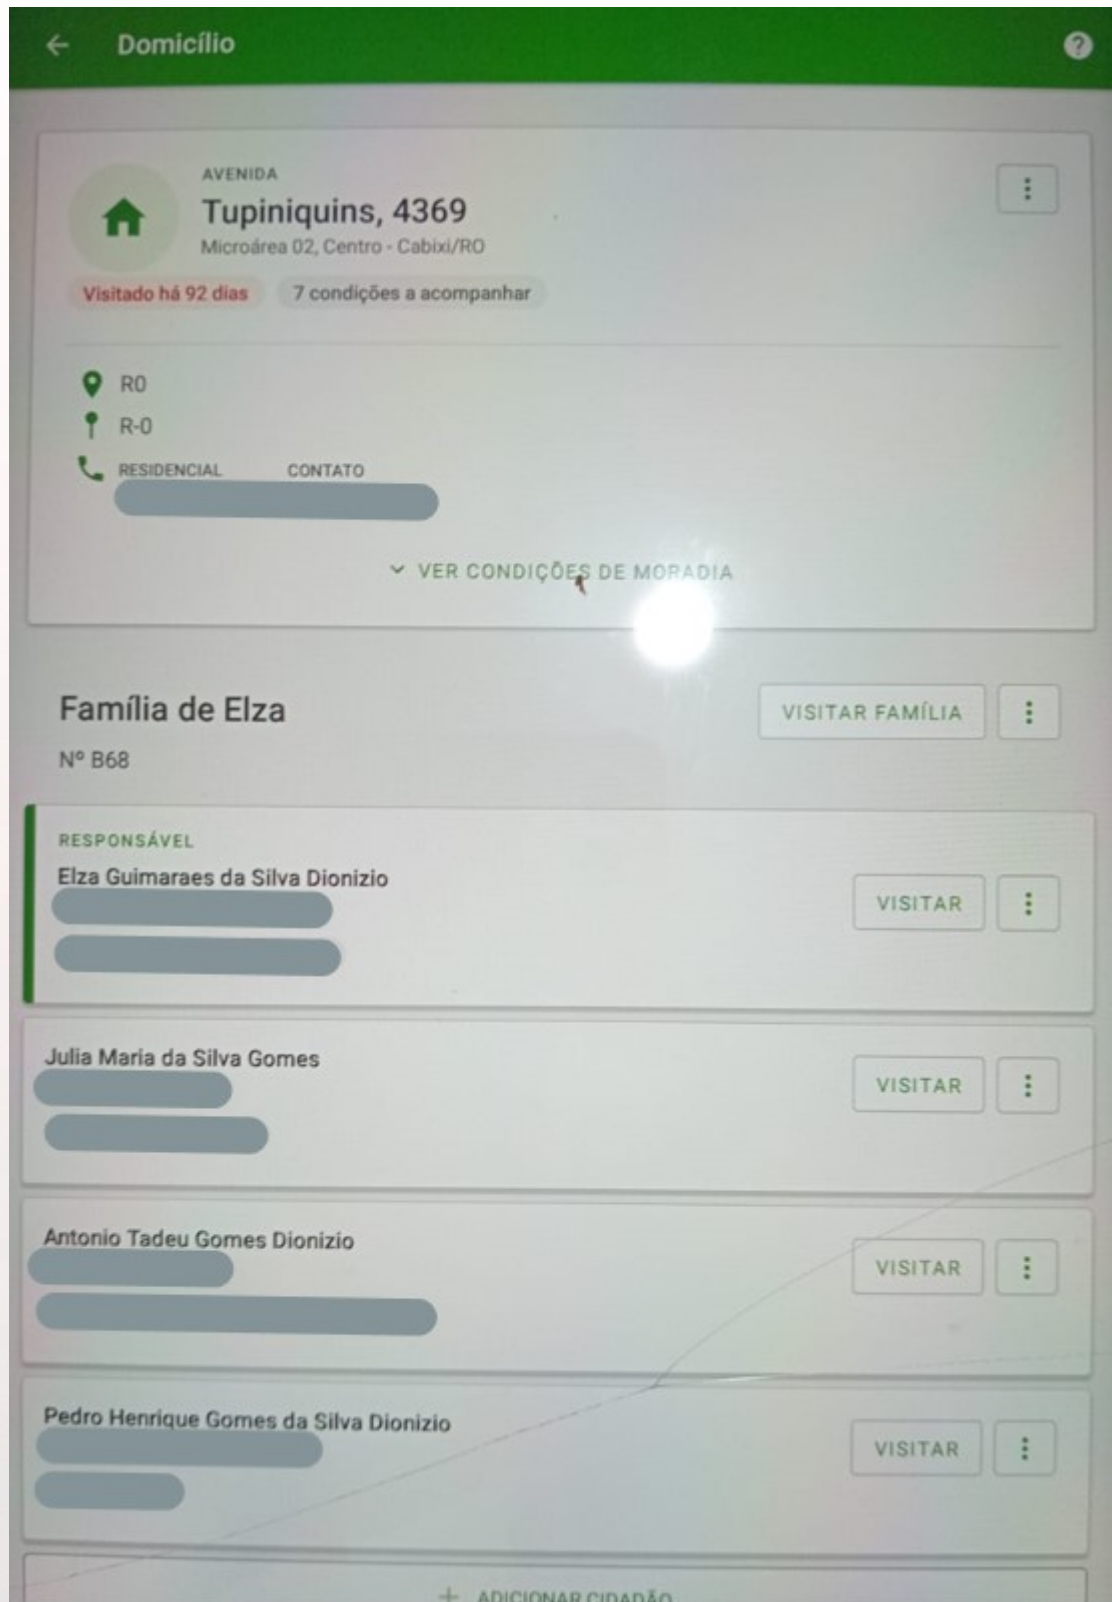 Domicílio
AVENIDA
Tupiniquins, 4369
Microárea 02, Centro - Cabixi/RO
Visitado há 92 dias 7 condições a acompanhar
R0
R-0
RESIDENCIAL CONTATO
VER CONDIÇÕES DE MORADIA
Família de Elza VISITAR FAMÍLIA
Nº B68
RESPONSÁVEL
Elza Guimaraes da Silva Dionizio
VISITAR
Julia Maria da Silva Gomes
VISITAR
Antonio Tadeu Gomes Dionizio
VISITAR
Pedro Henrique Gomes da Silva Dionizio
VISITAR
+ ADICIONAR CIDADÃO